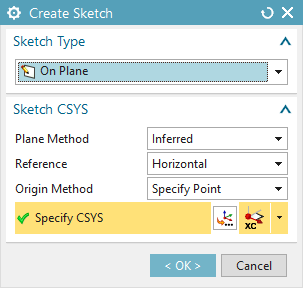 Create Sketch
Sketch Type
On Plane
Sketch CSYS
Plane Method Inferred
Reference Horizontal
Origin Method Specify Point
Specify CSYS XC
< OK > Cancel